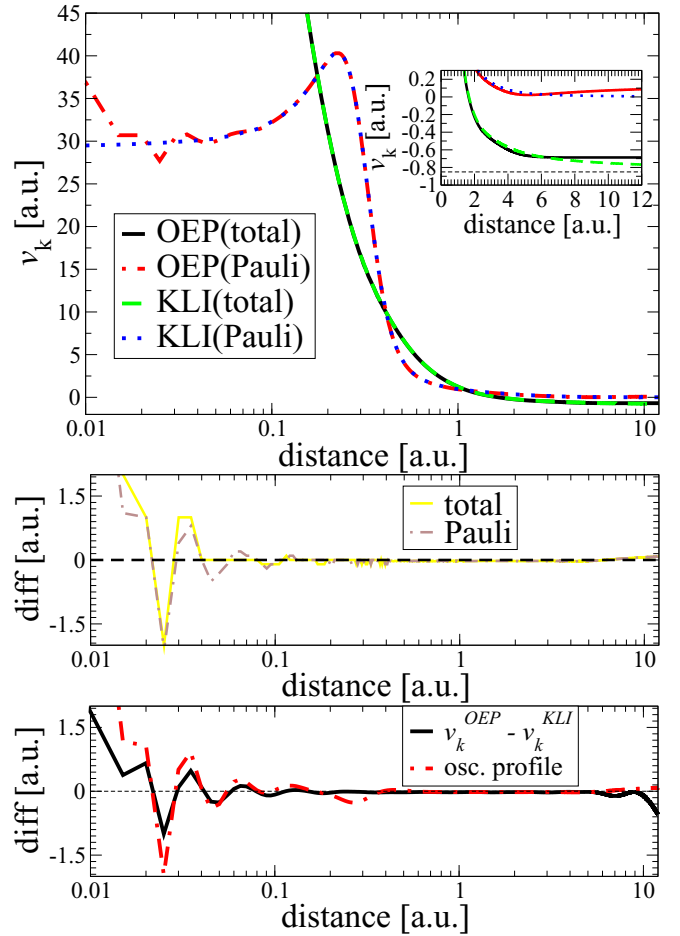 45
40
35
30
25
20
15
10
5
0
v_k [a.u.]
OEP(total)
OEP(Pauli)
KLI(total)
KLI(Pauli)
0.2
0
-0.2
-0.4
-0.6
-0.8
-1
v_k [a.u.]
0 2 4 6 8 10 12
distance [a.u.]
0.01 0.1 1 10
distance [a.u.]
1.5
0
-1.5
diff [a.u.]
total
Pauli
0.01 0.1 1 10
distance [a.u.]
1.5
0
-1.5
diff [a.u.]
v_k^OEP - v_k^KLI
osc. profile
0.01 0.1 1 10
distance [a.u.]